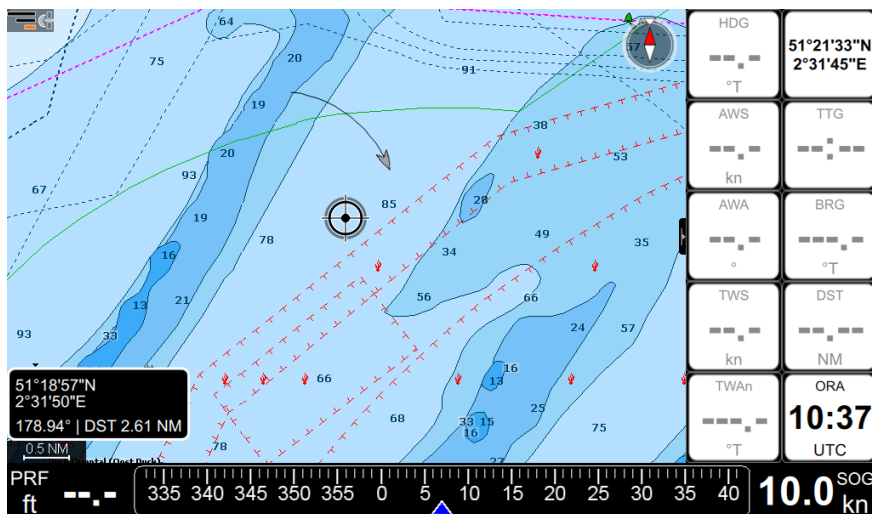 64
20
75
91
57
19
38
20
53
93
67
85
28
19
49
78
34
35
16
56
66
21
13
24
57
93
33
16
13
66
25
68
33 15
16
75
78
27
51°18'57"N
2°31'50"E
178.94° | DST 2.61 NM
0.5 NM
HDG
--.-
°T
51°21'33"N
2°31'45"E
AWS
--.-
kn
TTG
--:--
AWA
--.-
°
BRG
---.-
°T
TWS
--.-
kn
DST
--.--
NM
TWAn
---.-
°T
ORA
10:37
UTC
PRF
ft
--.-
335 340 345 350 355 0 5 10 15 20 25 30 35 40
10.0
SOG
kn